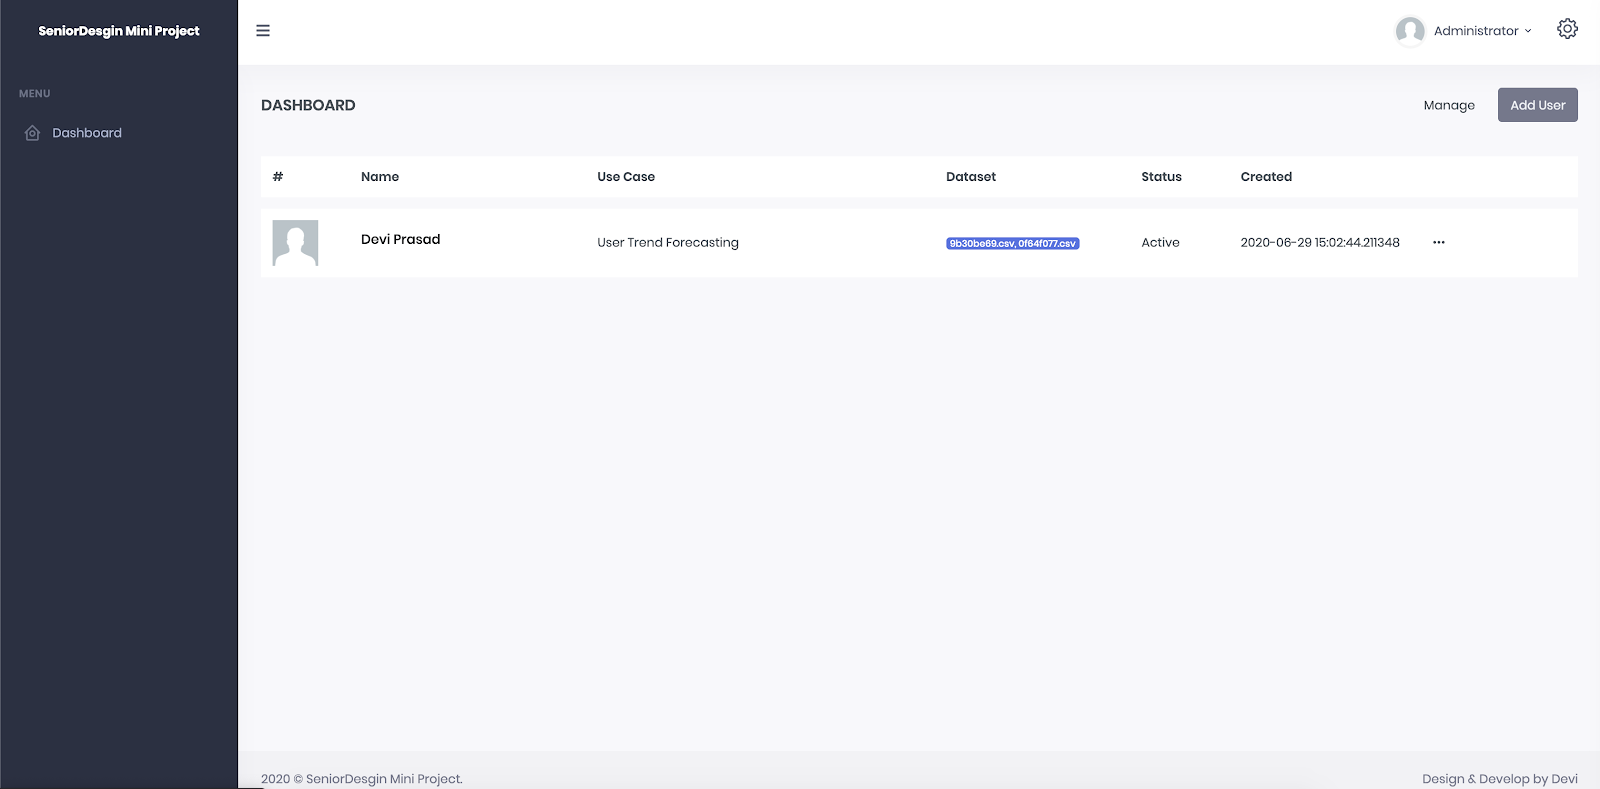 SeniorDesgin Mini Project
Administrator
MENU
Dashboard
DASHBOARD
Manage
Add User
# Name Use Case Dataset Status Created
Devi Prasad User Trend Forecasting 9b30be69.csv, 0f64f077.csv Active 2020-06-29 15:02:44.211348
2020 © SeniorDesgin Mini Project.
Design & Develop by Devi